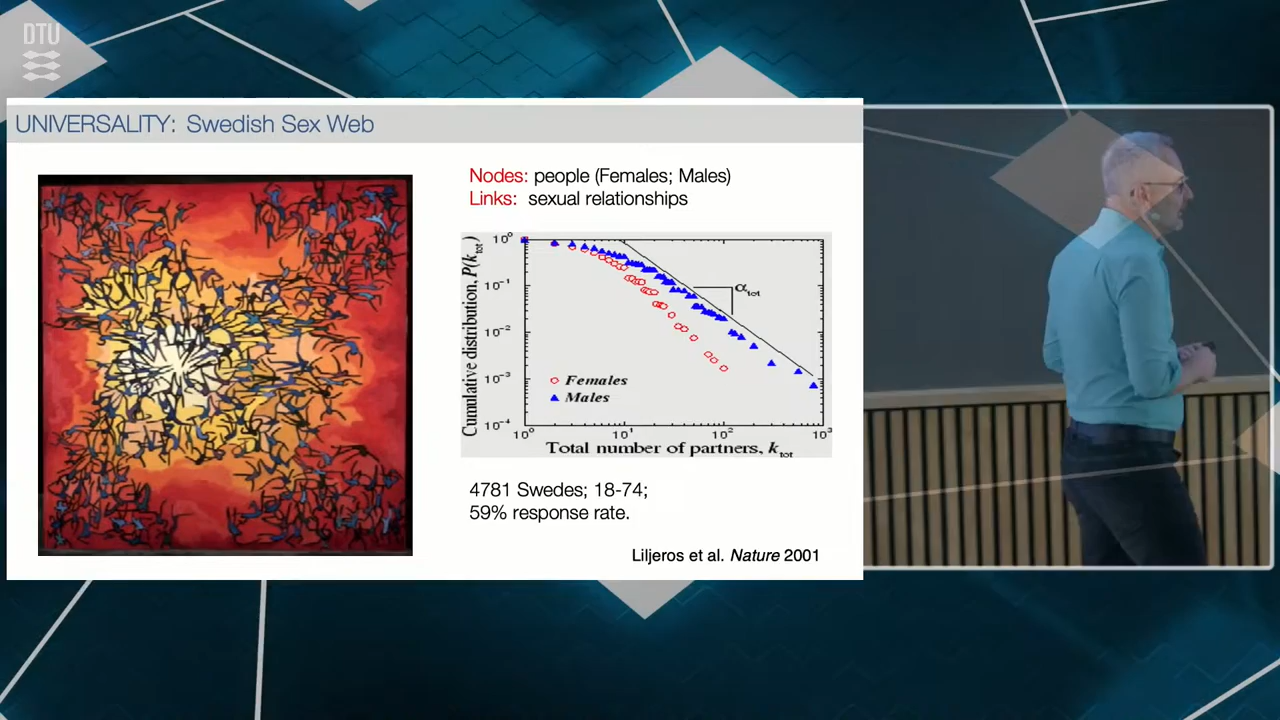 DTU
UNIVERSALITY: Swedish Sex Web
Nodes: people (Females; Males)
Links: sexual relationships
Cumulative distribution, P(k_tot)
10⁰
10⁻¹
10⁻²
10⁻³
10⁻⁴
α_tot
Females
Males
10⁰ 10¹ 10² 10³
Total number of partners, k_tot
4781 Swedes; 18-74;
59% response rate.
Liljeros et al. Nature 2001